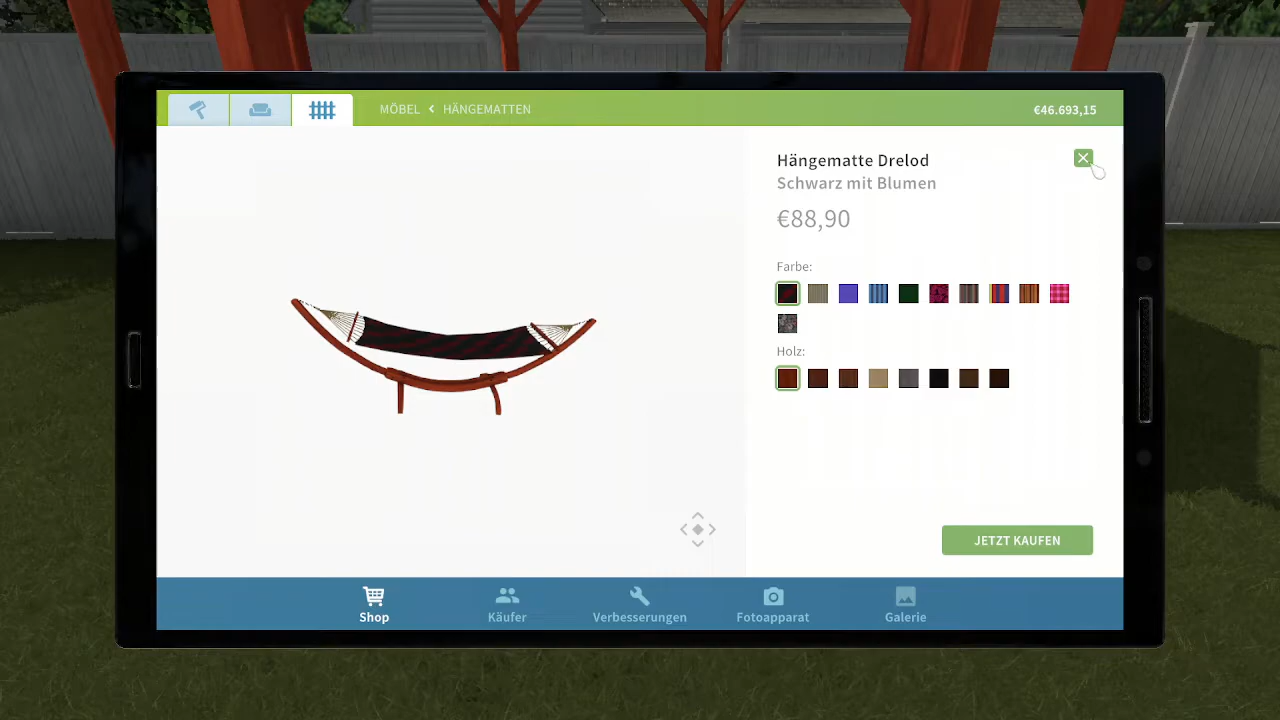 MÖBEL < HÄNGEMATTEN
€46.693,15
Hängematte Drelod
Schwarz mit Blumen
€88,90
Farbe:
Holz:
JETZT KAUFEN
Shop
Käufer
Verbesserungen
Fotoapparat
Galerie